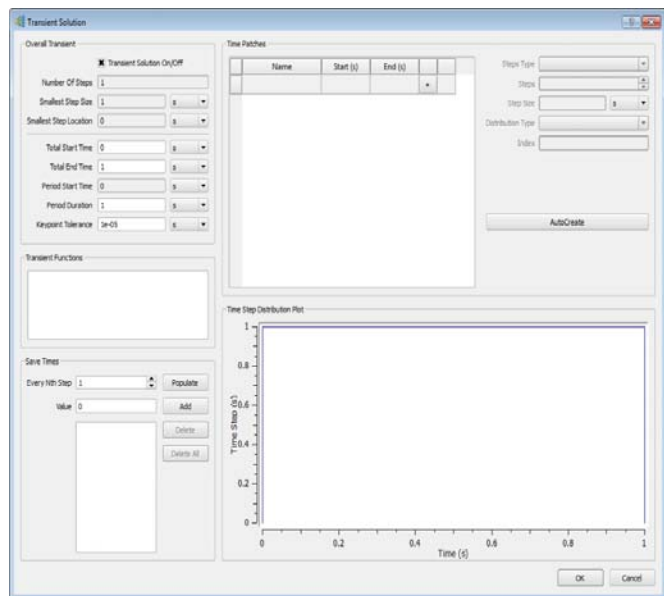 Transient Solution
Overall Transient
Transient Solution On/Off
Number Of Steps 1
Smallest Step Size 1 s
Smallest Step Location 0 s
Total Start Time 0 s
Total End Time 1 s
Period Start Time 0 s
Period Duration 1 s
Keypoint Tolerance 1e-05 s
Transient Functions
Save Times
Every Nth Step 1 Populate
Value 0 Add
Delete
Delete All
Time Patches
Name Start (s) End (s)
Steps Type
Steps
Step Size s
Distribution Type
Index
AutoCreate
Time Step Distribution Plot
Time Step (s)
1
0.8
0.6
0.4
0.2
0
0 0.2 0.4 0.6 0.8 1
Time (s)
OK Cancel